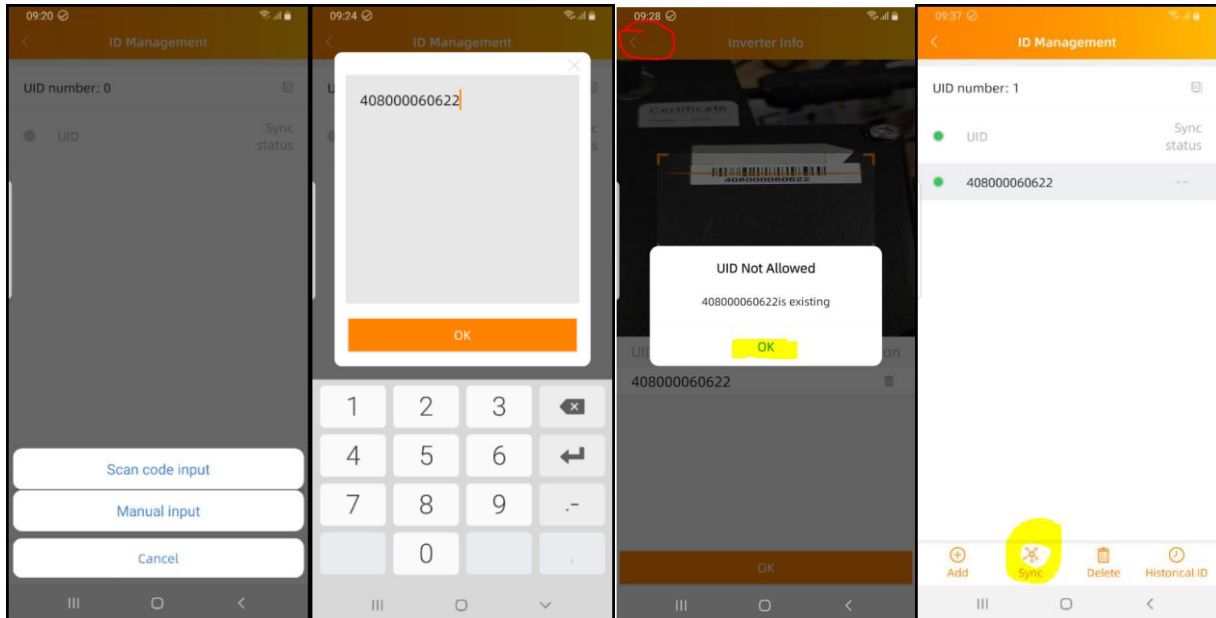 09:20
ID Management
UID number: 0
UID
Sync
status
Scan code input
Manual input
Cancel
09:24
ID Management
U
c
s
408000060622
OK
1 2 3
4 5 6
7 8 9 .-
0 ,
09:28
Inverter Info
Certificate
408000060622
UID Not Allowed
408000060622is existing
OK
UI
on
408000060622
OK
09:37
ID Management
UID number: 1
UID
Sync
status
408000060622 --
Add
Sync
Delete
Historical ID